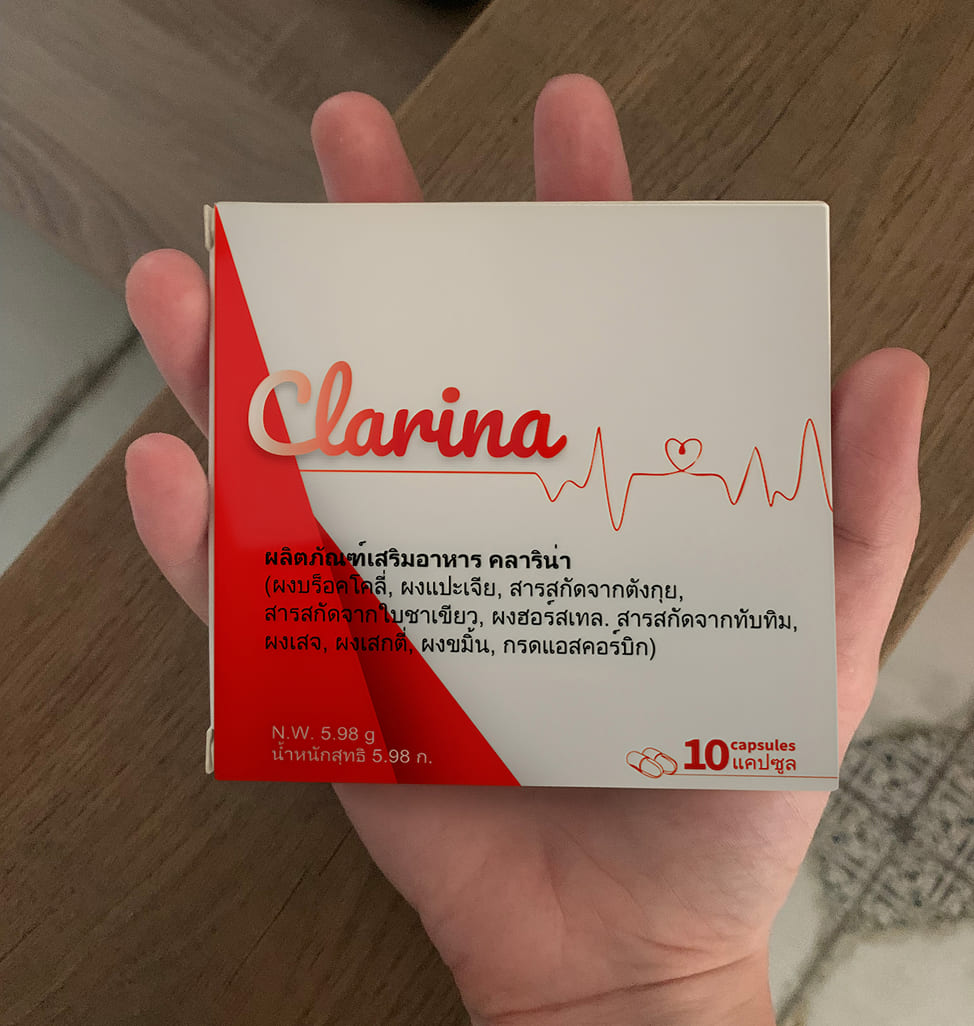 Clarina
ผลิตภัณฑ์เสริมอาหาร คลาริน่า
(ผงบร็อคโคลี่, ผงแปะเจีย, สารสกัดจากตังกุย,
สารสกัดจากใบชาเขียว, ผงฮอร์สเทล. สารสกัดจากทับทิม,
ผงเสจ, ผงเสกตี่, ผงขมิ้น, กรดแอสคอร์บิก)
N.W. 5.98 g
น้ำหนักสุทธิ 5.98 ก.
10 capsules
แคปซูล